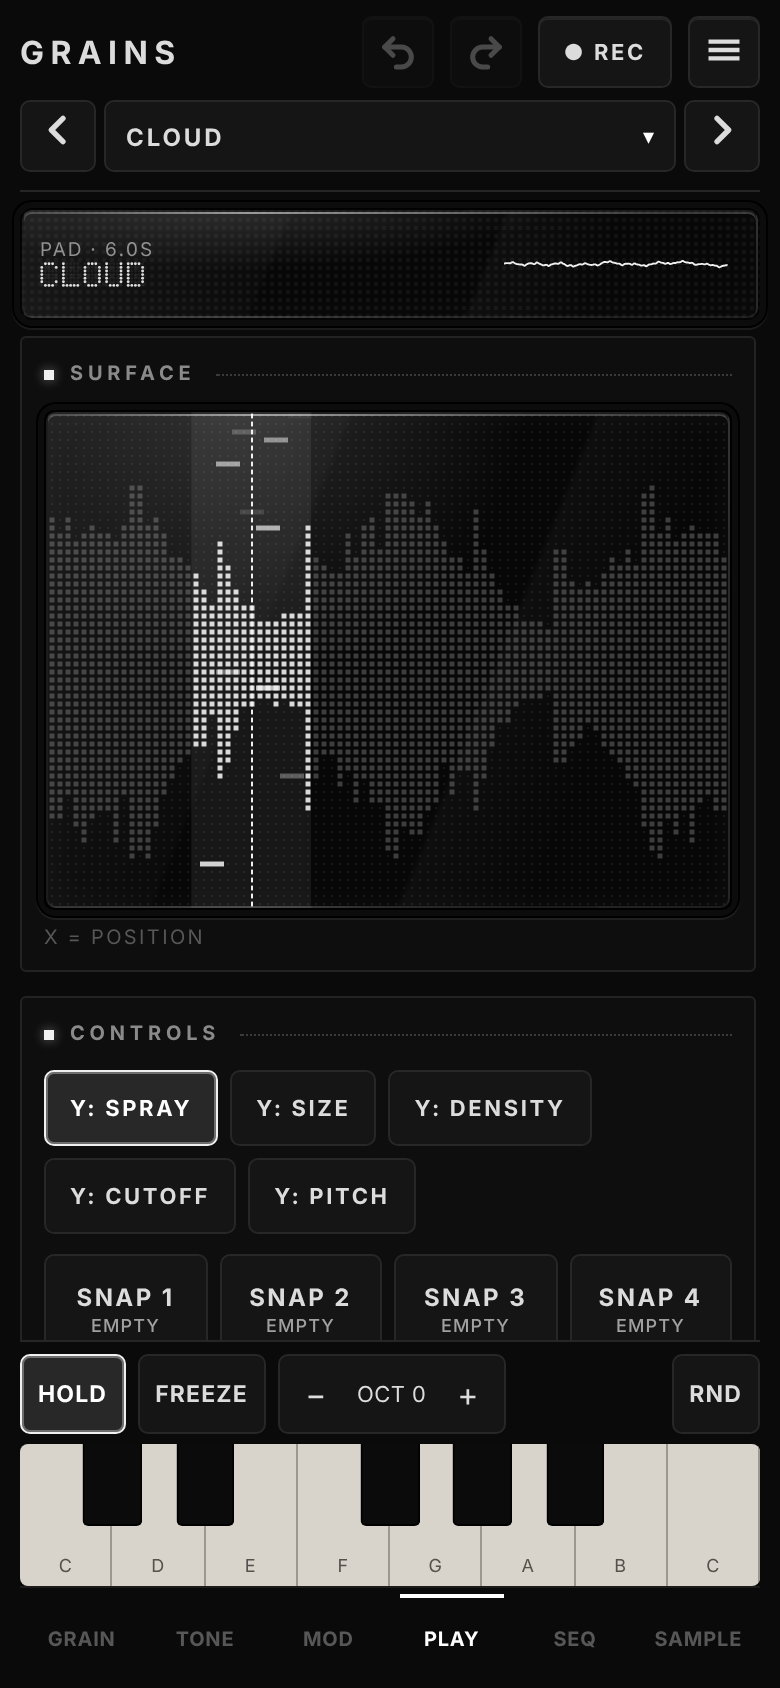 GRAINS
REC
CLOUD
PAD · 6.0S
CLOUD
SURFACE
X = POSITION
CONTROLS
Y: SPRAY Y: SIZE Y: DENSITY
Y: CUTOFF Y: PITCH
SNAP 1 SNAP 2 SNAP 3 SNAP 4
EMPTY EMPTY EMPTY EMPTY
HOLD FREEZE − OCT 0 + RND
C D E F G A B C
GRAIN TONE MOD PLAY SEQ SAMPLE